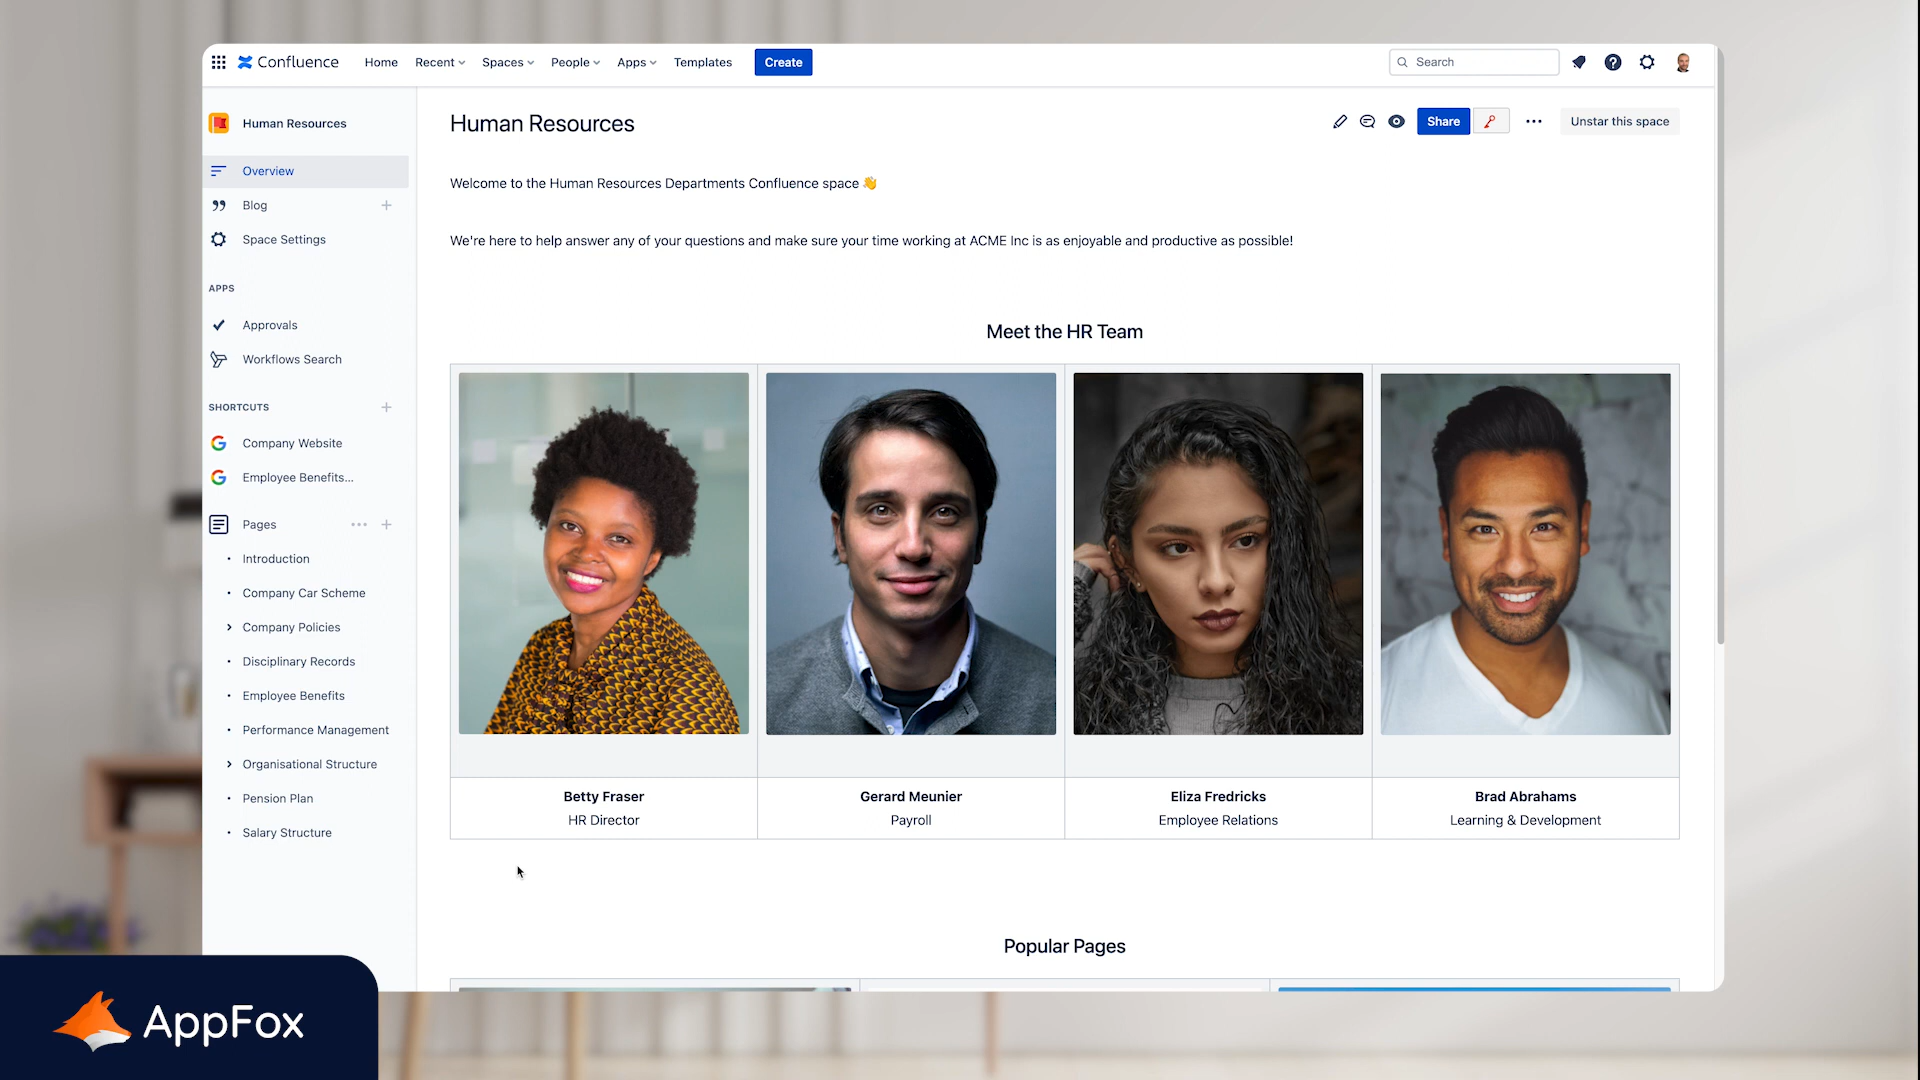 Confluence
Home Recent Spaces People Apps Templates Create
Search
Human Resources
Overview
Blog
Space Settings
APPS
Approvals
Workflows Search
SHORTCUTS
Company Website
Employee Benefits...
Pages
Introduction
Company Car Scheme
Company Policies
Disciplinary Records
Employee Benefits
Performance Management
Organisational Structure
Pension Plan
Salary Structure
Human Resources
Share
Unstar this space
Welcome to the Human Resources Departments Confluence space 👋
We're here to help answer any of your questions and make sure your time working at ACME Inc is as enjoyable and productive as possible!
Meet the HR Team
Betty Fraser
HR Director
Gerard Meunier
Payroll
Eliza Fredricks
Employee Relations
Brad Abrahams
Learning & Development
Popular Pages
AppFox